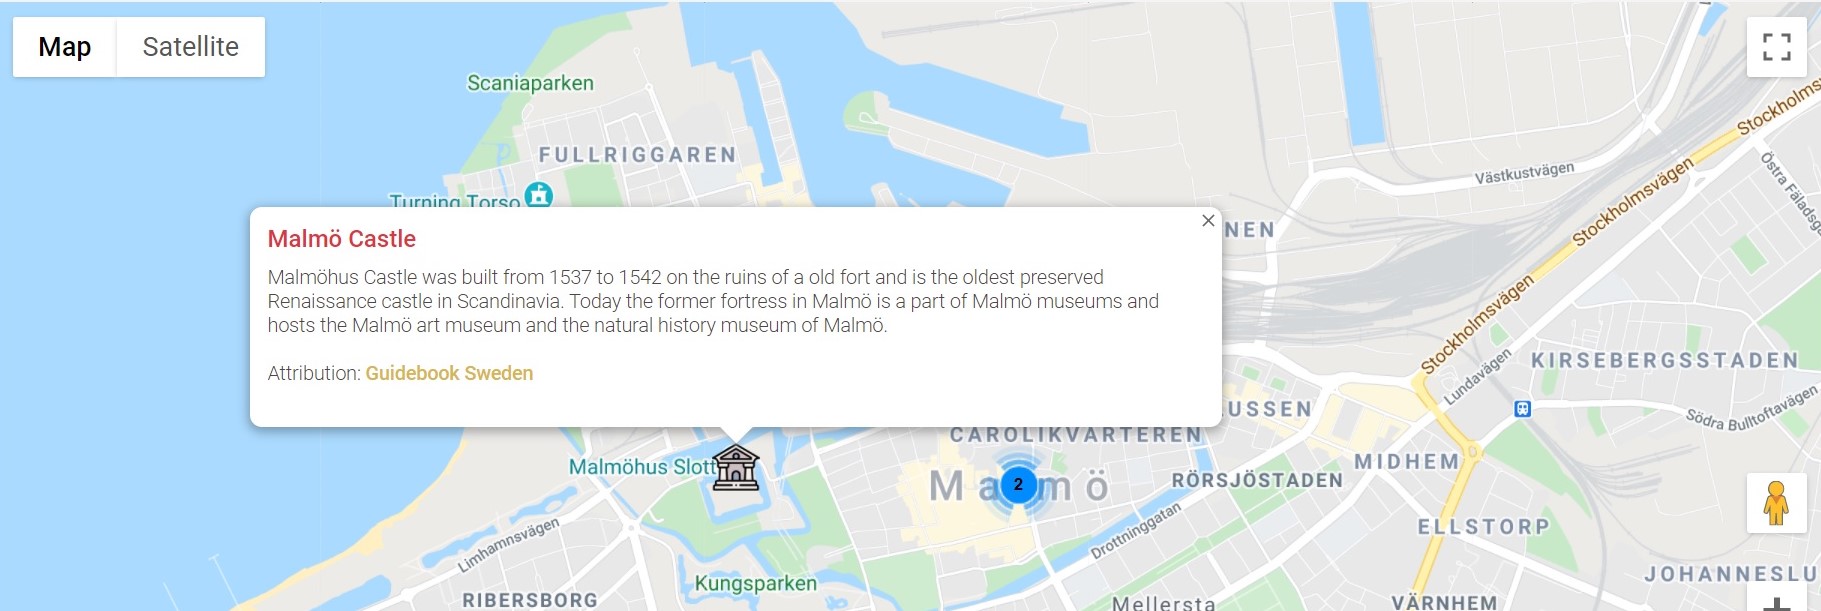 Map
Satellite
Scaniaparken
FULLRIGGAREN
Turning Torso
Stockholmsvägen
Västkustvägen
Stockholmsvägen
NEN
Malmö Castle
Malmöhus Castle was built from 1537 to 1542 on the ruins of a old fort and is the oldest preserved
Renaissance castle in Scandinavia. Today the former fortress in Malmö is a part of Malmö museums and
hosts the Malmö art museum and the natural history museum of Malmö.
Attribution: Guidebook Sweden
Stockholmsvägen
Lundavägen
KIRSEBERGSSTADEN
USSEN
Södra Bulltoftavägen
CAROLIKVARTEREN
Malmöhus Slott
MIDHEM
Malmö
2
RÖRSJÖSTADEN
Limhamnsvägen
Drottninggatan
ELLSTORP
Kungsparken
JOHANNESLU
RIBERSBORG
Mellersta
VÄRNHEM